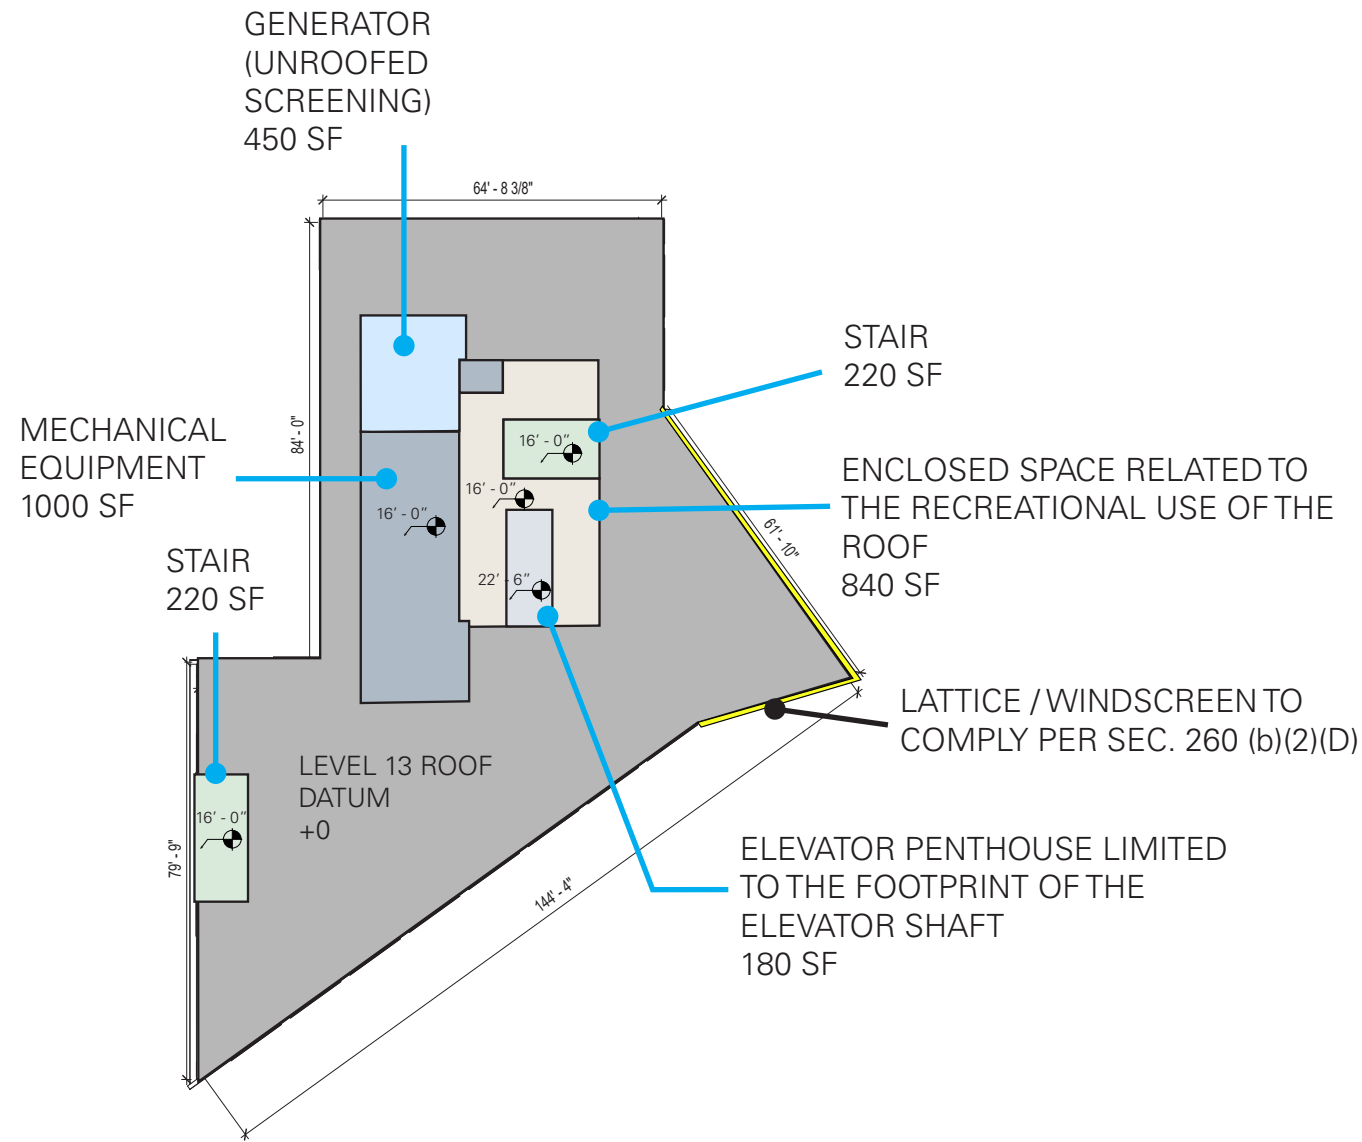 GENERATOR
(UNROOFED
SCREENING)
450 SF
64' - 8 3/8"
STAIR
220 SF
84' - 0"
MECHANICAL
EQUIPMENT
1000 SF
16' - 0"
ENCLOSED SPACE RELATED TO
THE RECREATIONAL USE OF THE
ROOF
840 SF
16' - 0"
16' - 0"
61' - 10"
STAIR
220 SF
22' - 6"
LATTICE / WINDSCREEN TO
COMPLY PER SEC. 260 (b)(2)(D)
LEVEL 13 ROOF
DATUM
+0
16' - 0"
79' - 9"
144' - 4"
ELEVATOR PENTHOUSE LIMITED
TO THE FOOTPRINT OF THE
ELEVATOR SHAFT
180 SF